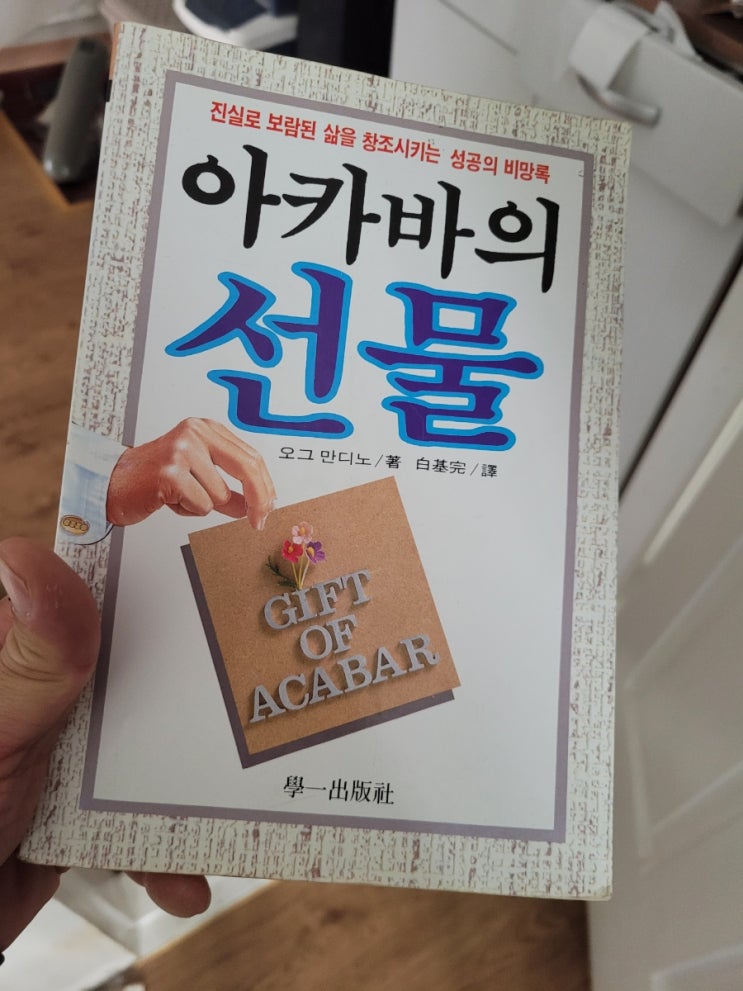 진실로 보람된 삶을 창조시키는 성공의 비망록
아카바의
선물
오그 만디노/著 白基完/譯
GIFT
OF
ACABAR
學一出版社